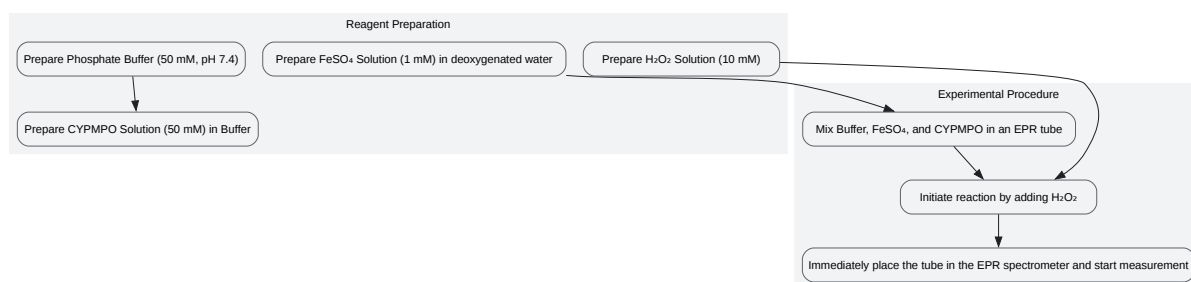 Reagent Preparation
Prepare Phosphate Buffer (50 mM, pH 7.4)
Prepare FeSO₄ Solution (1 mM) in deoxygenated water
Prepare H₂O₂ Solution (10 mM)
Prepare CYPMPO Solution (50 mM) in Buffer
Experimental Procedure
Mix Buffer, FeSO₄, and CYPMPO in an EPR tube
Initiate reaction by adding H₂O₂
Immediately place the tube in the EPR spectrometer and start measurement